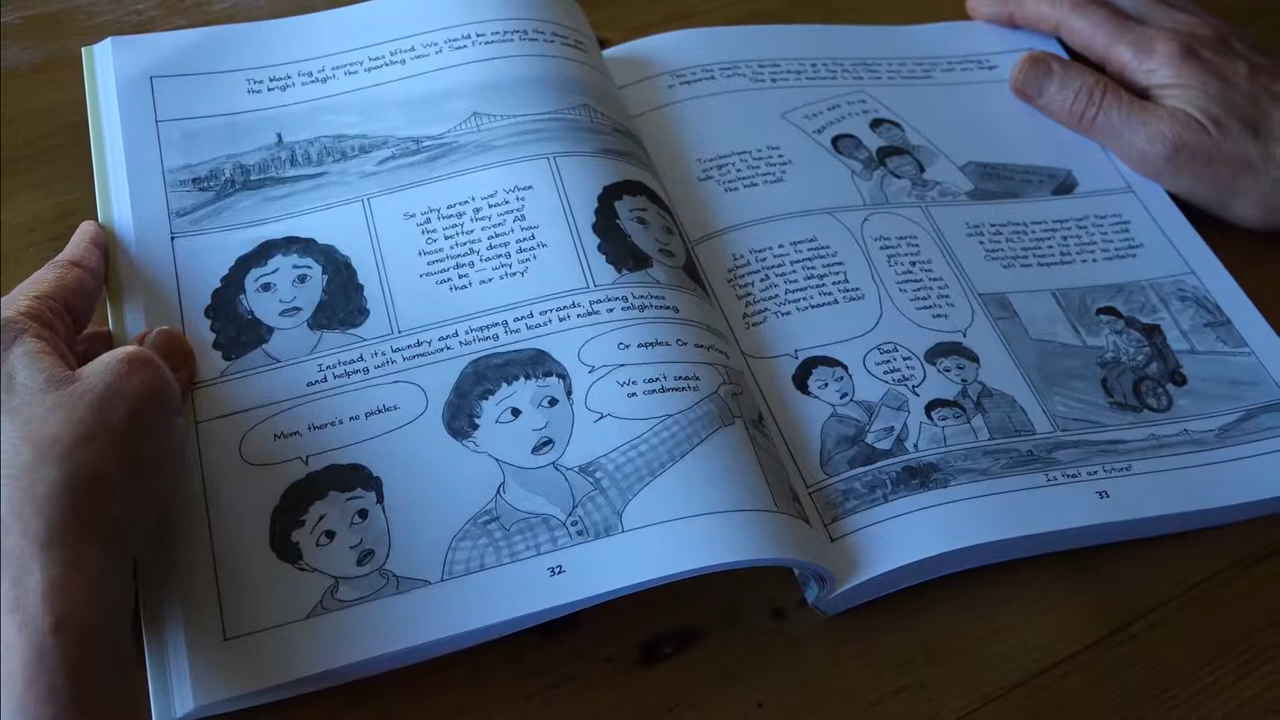 The black fog of secrecy has lifted. We should be enjoying the clear
the bright sunlight, the sparkling view of San Francisco from our
So why aren't we? When
will things go back to
the way they were?
Or better even? All
those stories about how
emotionally deep and
rewarding facing death
can be — why isn't
that our story?
Instead, it's laundry and shopping and errands, packing lunches
and helping with homework. Nothing the least bit noble or enlightening.
Mom, there's no pickles.
Or apples. Or anything
We can't snack
on condiments!
32
You are the
Tracheostomy is the
surgery to have a
hole cut in the throat.
Tracheostomy is
the hole itself.
Is there a special
school for how to make
informational pamphlets?
They all have the same
look, with the obligatory
African American and
Asian. Where's the token
Jew? The turbaned Sikh?
Who cares
about the
pictures?
It's gross!
Look, the
woman has
to write out
what she
wants to
say.
Dad
won't be
able to
talk?
Isn't breathing more important?
could talk using a computer like the woman
in the ALS support group. Or he could
learn to speak on the exhale the way
Christopher Reeve did after his accident
left him dependent on a ventilator
Is that our future?
33